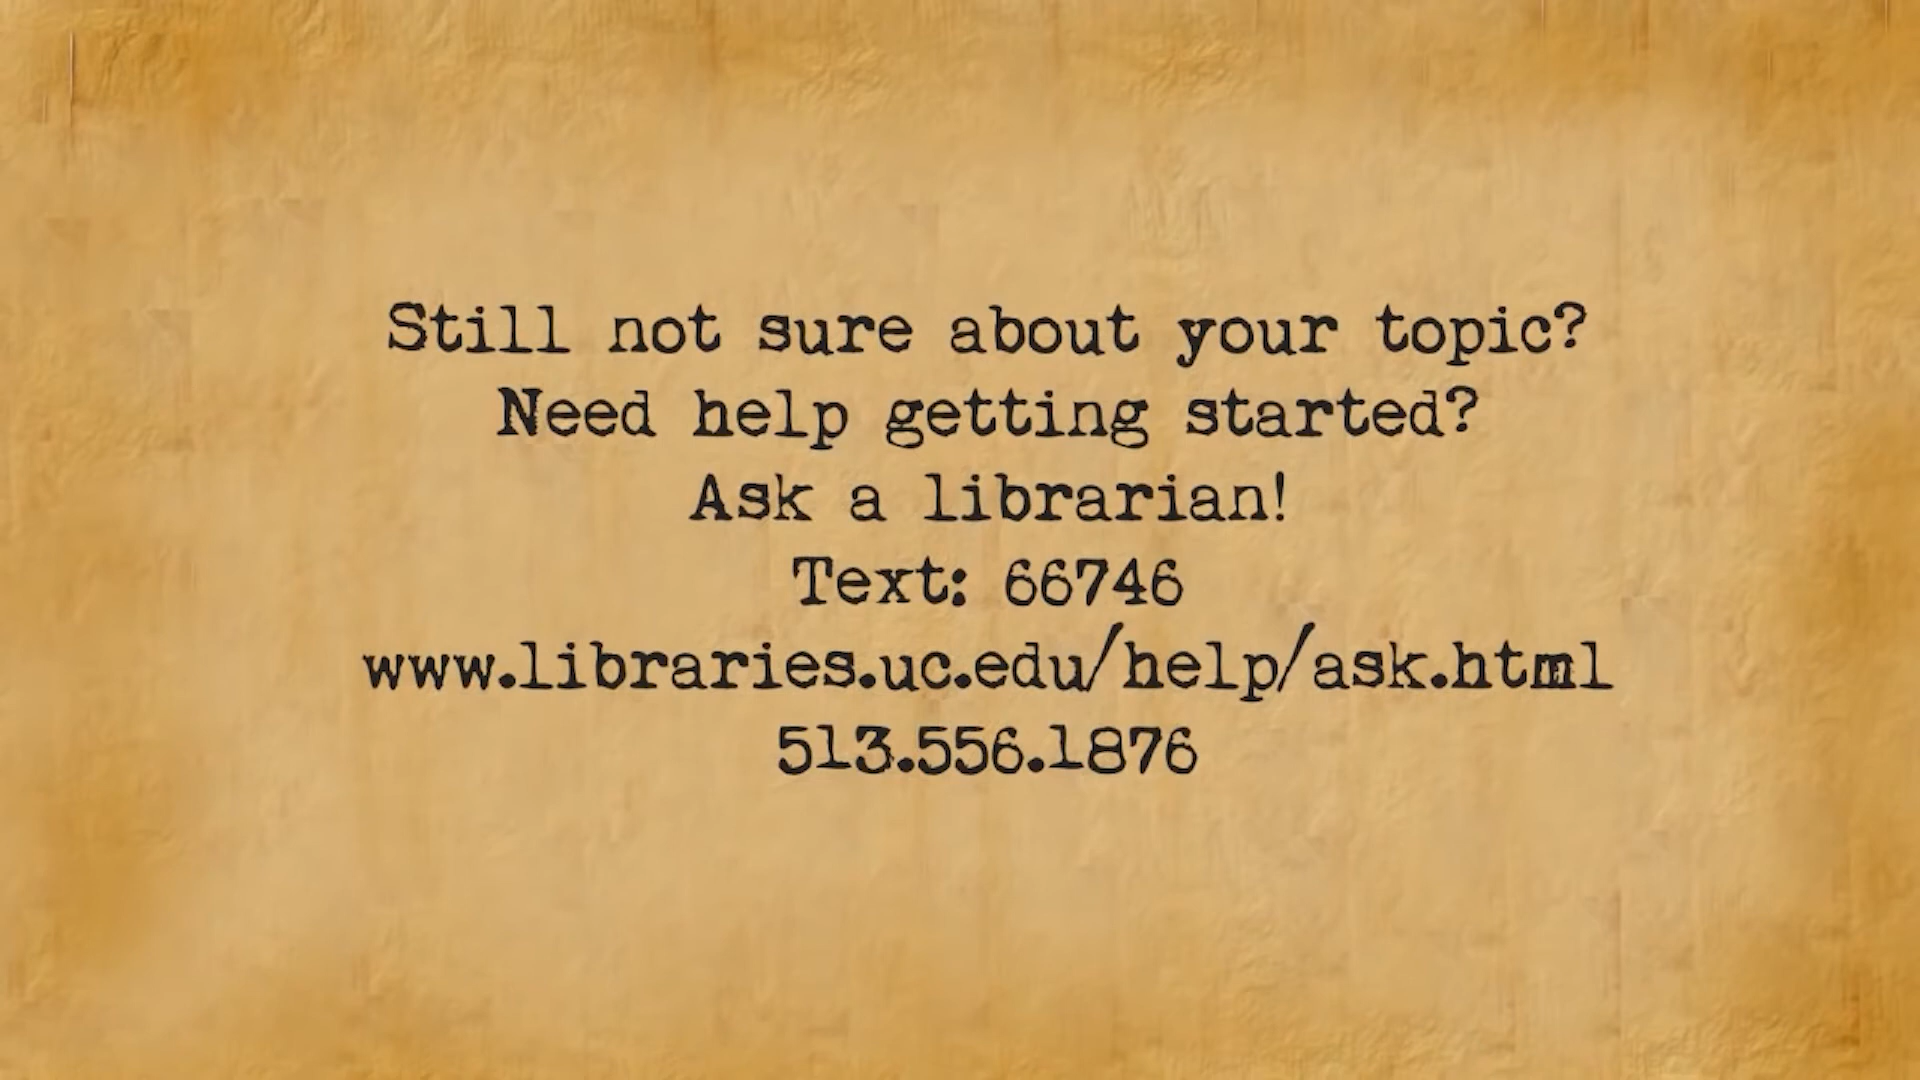 Still not sure about your topic?
Need help getting started?
Ask a librarian!
Text: 66746
www.libraries.uc.edu/help/ask.html
513.556.1876